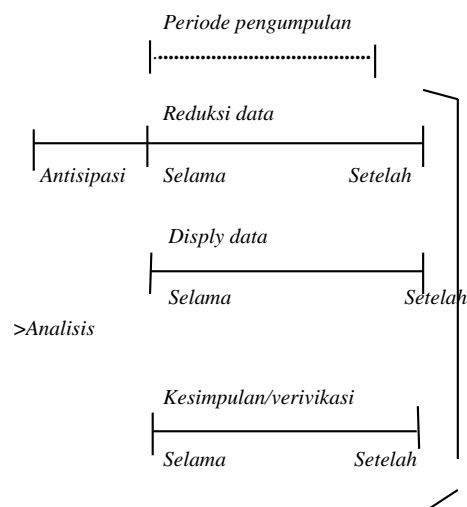 Periode pengumpulan
Reduksi data
Antisipasi Selama Setelah
Disply data
Selama Setelah
>Analisis
Kesimpulan/verivikasi
Selama Setelah